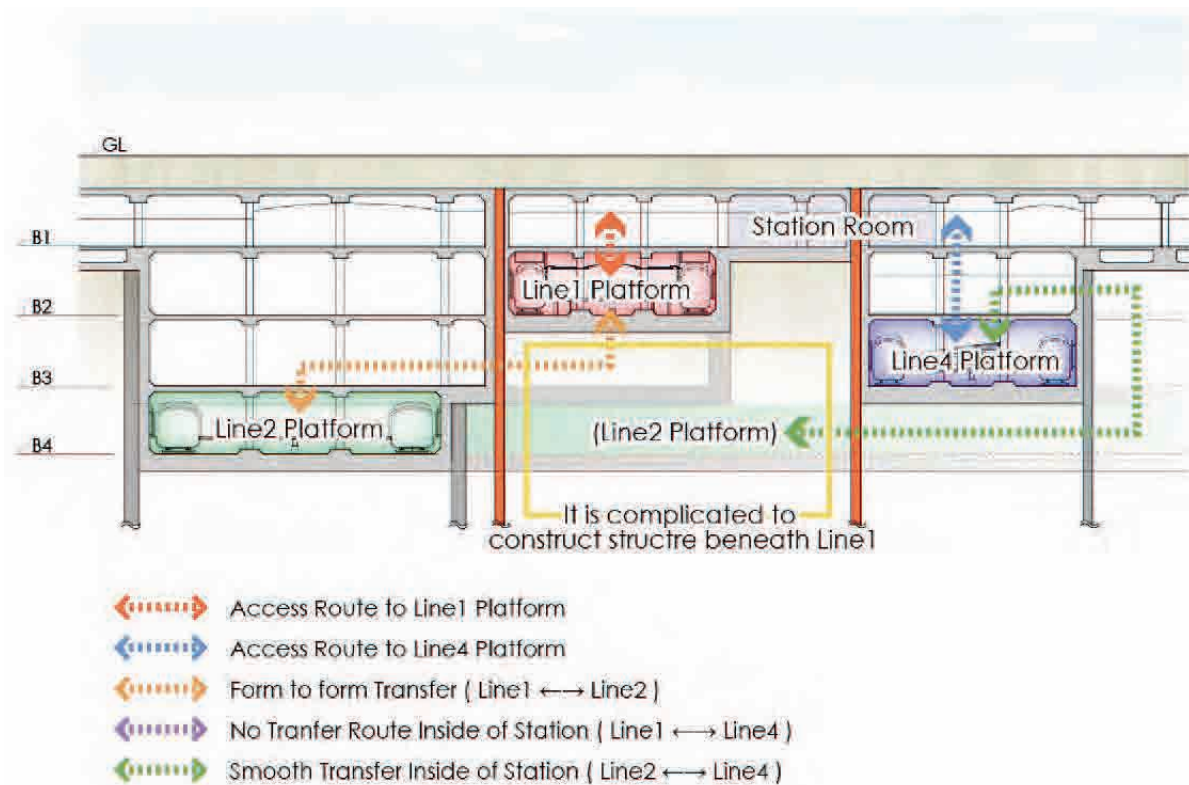 GL
B1
Station Room
Line1 Platform
B2
Line4 Platform
B3
Line2 Platform
(Line2 Platform)
B4
It is complicated to
construct structre beneath Line1
Access Route to Line1 Platform
Access Route to Line4 Platform
Form to form Transfer ( Line1 ←→ Line2 )
No Tranfer Route Inside of Station ( Line1 ←→ Line4 )
Smooth Transfer Inside of Station ( Line2 ←→ Line4 )